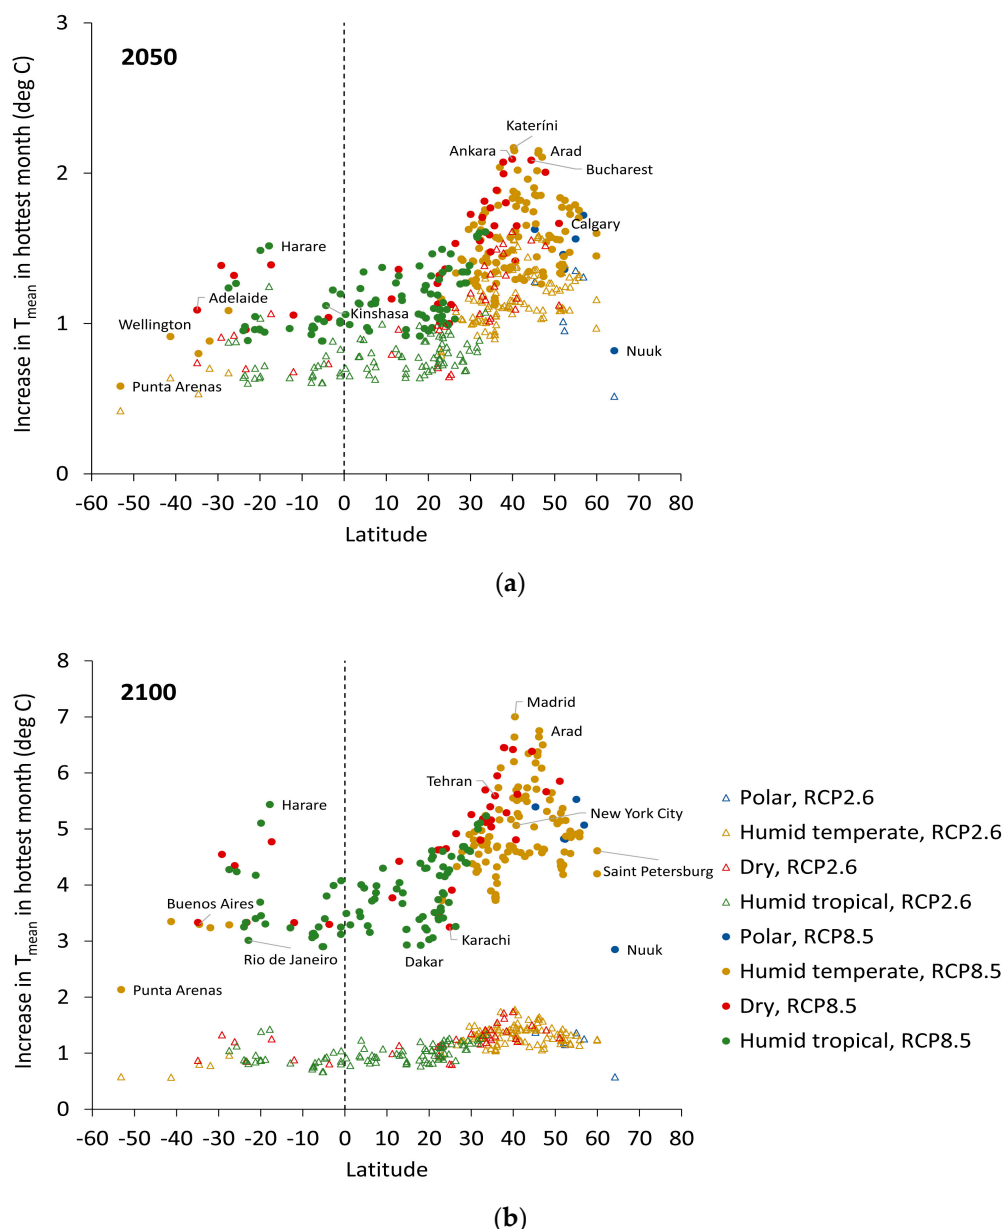 (a)
3
2050
Increase in Tmean in hottest month (deg C)
Kateríni
Ankara
Arad
Bucharest
2
Calgary
Harare
Adelaide
Kinshasa
Wellington
1
Nuuk
Punta Arenas
0
-60 -50 -40 -30 -20 -10 0 10 20 30 40 50 60 70 80
Latitude
8
2100
Increase in Tmean in hottest month (deg C)
7
Madrid
Arad
6
Tehran
Harare
New York City
5
Saint Petersburg
4
Buenos Aires
Karachi
3
Rio de Janeiro
Dakar
Nuuk
Punta Arenas
2
1
0
-60 -50 -40 -30 -20 -10 0 10 20 30 40 50 60 70 80
Latitude
Polar, RCP2.6
Humid temperate, RCP2.6
Dry, RCP2.6
Humid tropical, RCP2.6
Polar, RCP8.5
Humid temperate, RCP8.5
Dry, RCP8.5
Humid tropical, RCP8.5
(b)